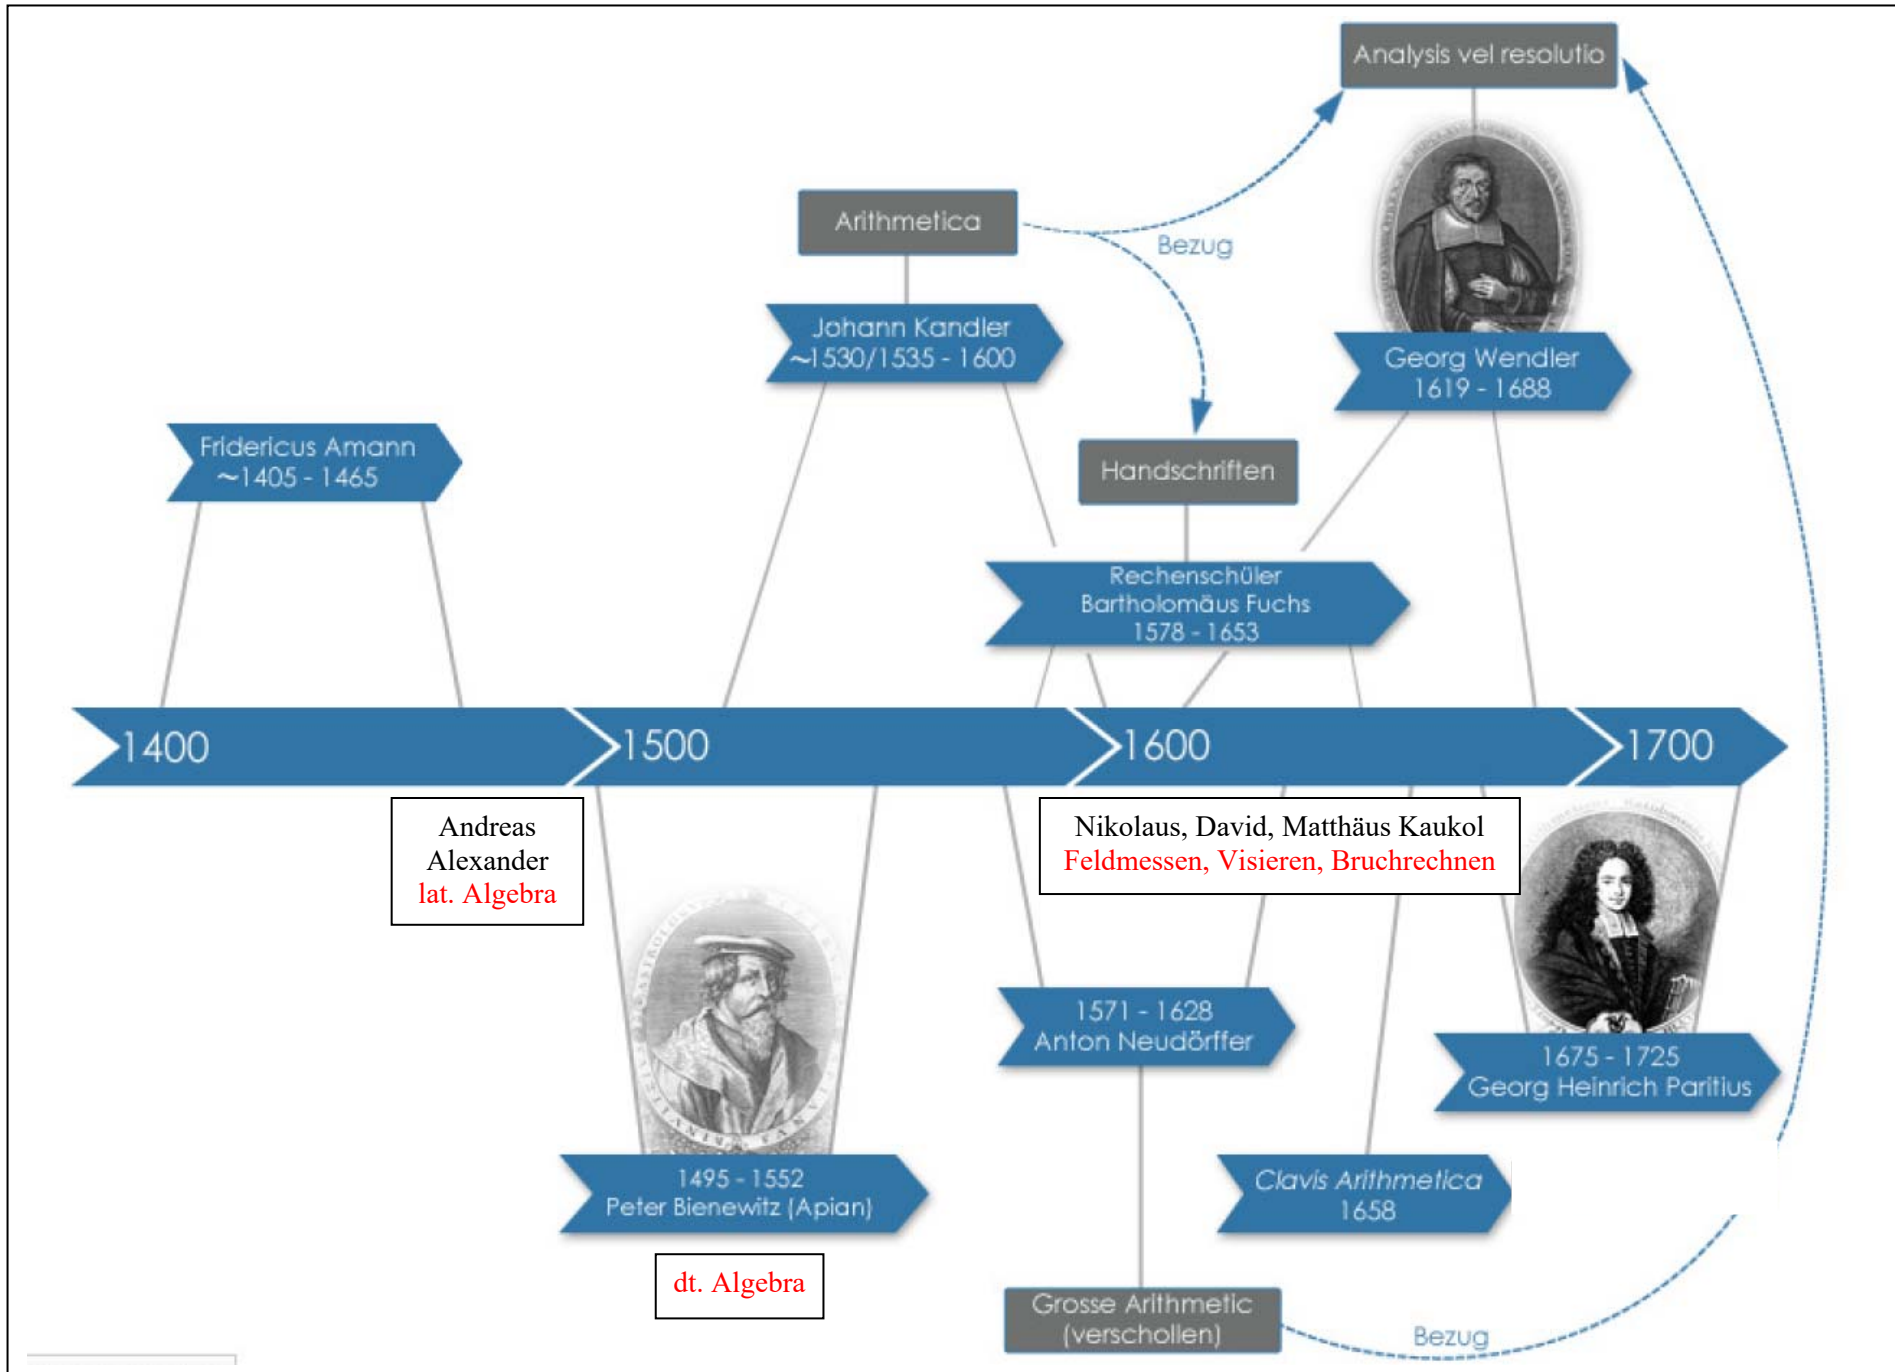 Analysis vel resolutio
Arithmetica
Bezug
Johann Kandler
~1530/1535 - 1600
Georg Wendler
1619 - 1688
Fridericus Amann
~1405 - 1465
Handschriften
Rechenschüler
Bartholomäus Fuchs
1578 - 1653
1400
1500
1600
1700
Andreas
Alexander
lat. Algebra
Nikolaus, David, Matthäus Kaukol
Feldmessen, Visieren, Bruchrechnen
1571 - 1628
Anton Neudörffer
1675 - 1725
Georg Heinrich Paritius
1495 - 1552
Peter Bienewitz (Apian)
Clavis Arithmetica
1658
dt. Algebra
Grosse Arithmetic
(verschollen)
Bezug